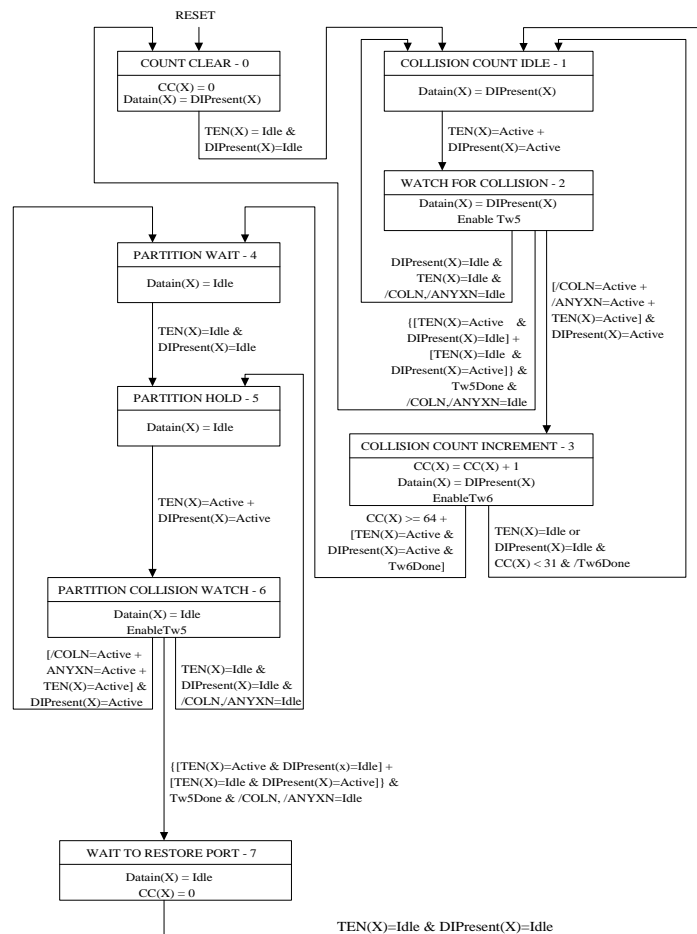 RESET
COUNT CLEAR - 0
CC(X) = 0
Datain(X) = DIPresent(X)
TEN(X) = Idle &
DIPresent(X)=Idle
COLLISION COUNT IDLE - 1
Datain(X) = DIPresent(X)
TEN(X)=Active +
DIPresent(X)=Active
WATCH FOR COLLISION - 2
Datain(X) = DIPresent(X)
Enable Tw5
DIPresent(X)=Idle &
TEN(X)=Idle &
/COLN,/ANYXN=Idle
{[TEN(X)=Active &
DIPresent(X)=Idle] +
[TEN(X)=Idle &
DIPresent(X)=Active]} &
Tw5Done &
/COLN,/ANYXN=Idle
[/COLN=Active +
/ANYXN=Active +
TEN(X)=Active] &
DIPresent(X)=Active
COLLISION COUNT INCREMENT - 3
CC(X) = CC(X) + 1
Datain(X) = DIPresent(X)
EnableTw6
CC(X) >= 64 +
[TEN(X)=Active &
DIPresent(X)=Active &
Tw6Done]
TEN(X)=Idle or
DIPresent(X)=Idle &
CC(X) < 31 & /Tw6Done
PARTITION WAIT - 4
Datain(X) = Idle
TEN(X)=Idle &
DIPresent(X)=Idle
PARTITION HOLD - 5
Datain(X) = Idle
TEN(X)=Active +
DIPresent(X)=Active
PARTITION COLLISION WATCH - 6
Datain(X) = Idle
EnableTw5
[/COLN=Active +
ANYXN=Active +
TEN(X)=Active] &
DIPresent(X)=Active
TEN(X)=Idle &
DIPresent(X)=Idle &
/COLN,/ANYXN=Idle
{[TEN(X)=Active & DIPresent(x)=Idle] +
[TEN(X)=Idle & DIPresent(X)=Active]} &
Tw5Done & /COLN, /ANYXN=Idle
WAIT TO RESTORE PORT - 7
Datain(X) = Idle
CC(X) = 0
TEN(X)=Idle & DIPresent(X)=Idle